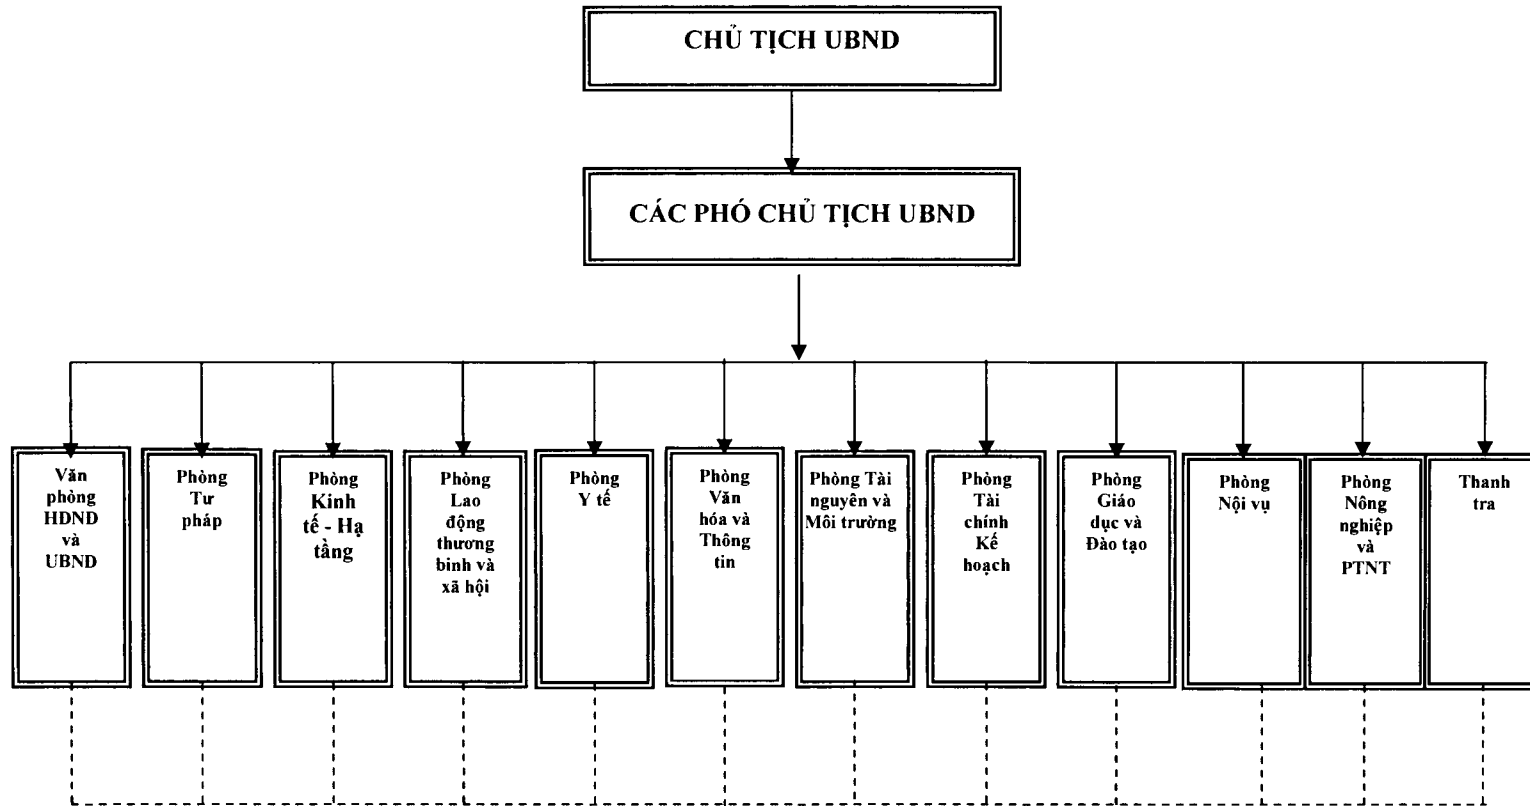 CHỦ TỊCH UBND
CÁC PHÓ CHỦ TỊCH UBND
Văn
phòng
HDND
và
UBND
Phòng
Tư
pháp
Phòng
Kinh
tế - Hạ
tầng
Phòng
Lao
động
thương
binh và
xã hội
Phòng
Y tế
Phòng
Văn
hóa và
Thông
tin
Phòng Tài
nguyên và
Môi trường
Phòng
Tài
chính
Kế
hoạch
Phòng
Giáo
dục và
Đào tạo
Phòng
Nội vụ
Phòng
Nông
nghiệp
và
PTNT
Thanh
tra